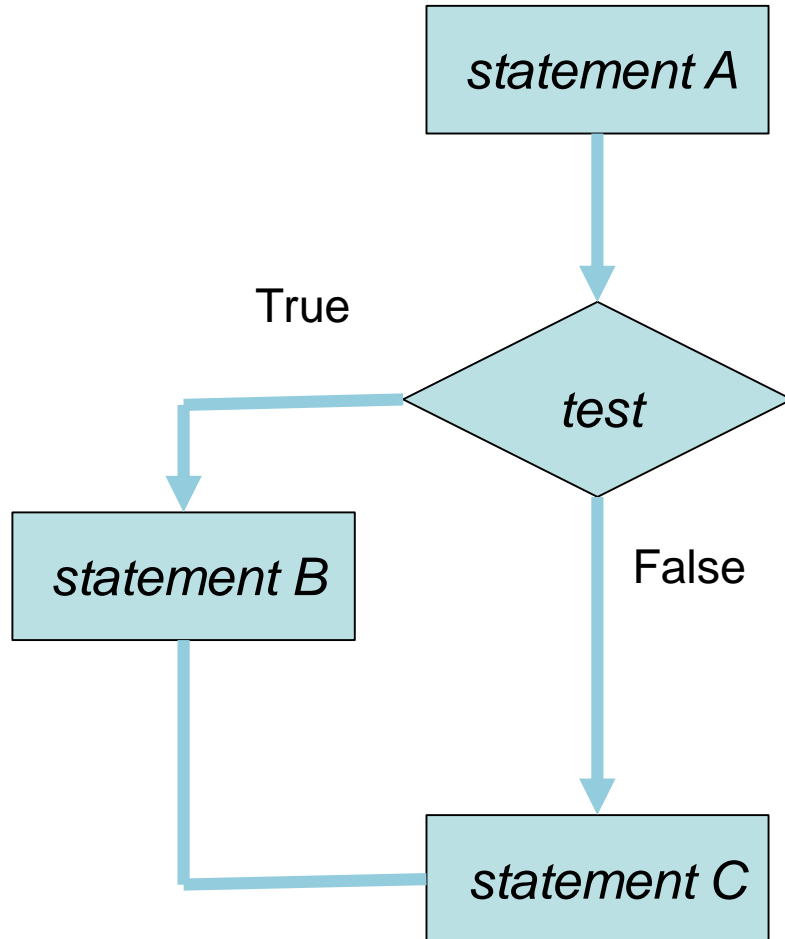 statement A
True
test
False
statement B
statement C